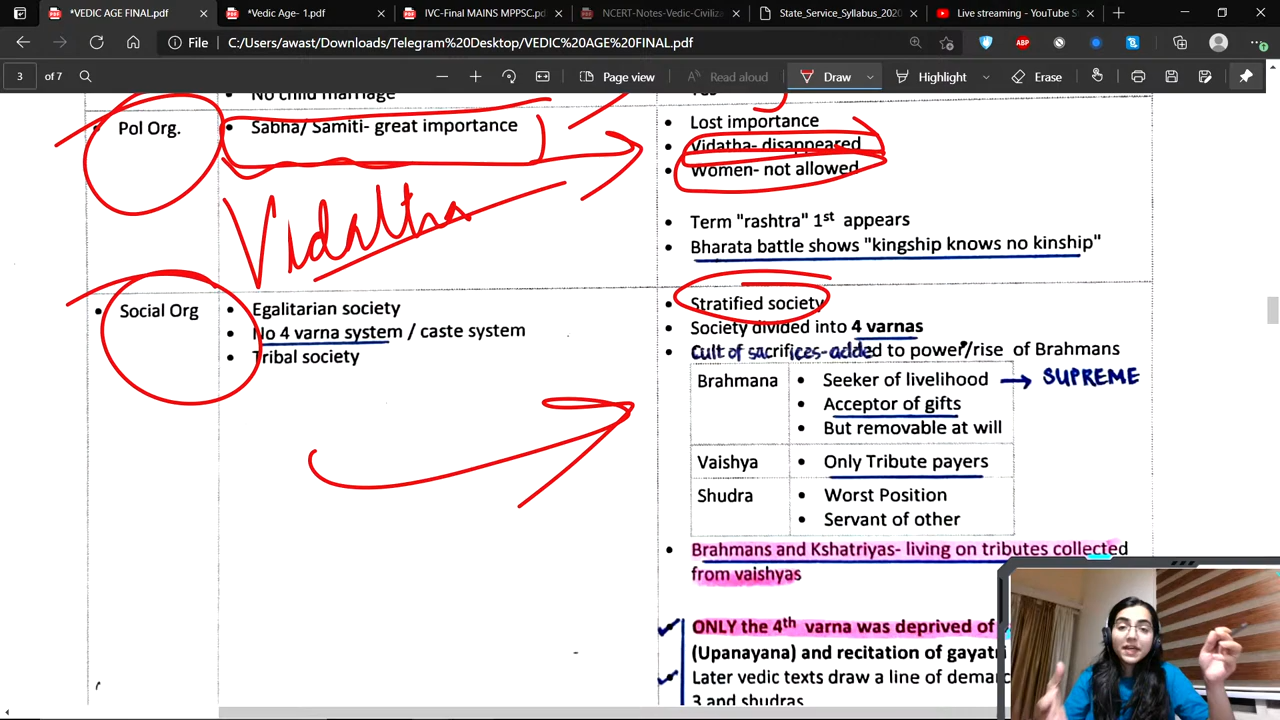 *VEDIC AGE FINAL.pdf
*Vedic Age- 1.pdf
IVC-Final MAINS MPPSC.pdf
NCERT-Notes-Vedic-Civiliza
State_Service_Syllabus_2020
Live streaming - YouTube S
File
C:/Users/awast/Downloads/Telegram%20Desktop/VEDIC%20AGE%20FINAL.pdf
ABP
3 of 7
Page view
Read aloud
Draw
Highlight
Erase
Pol Org.
Sabha/ Samiti- great importance
Vidatha
Lost importance
Vidatha- disappeared
Women- not allowed
Term "rashtra" 1st appears
Bharata battle shows "kingship knows no kinship"
Social Org
Egalitarian society
No 4 varna system / caste system
Tribal society
Stratified society
Society divided into 4 varnas
Cult of sacrifices-added to power/rise of Brahmans
Brahmana
Seeker of livelihood → SUPREME
Acceptor of gifts
But removable at will
Vaishya
Only Tribute payers
Shudra
Worst Position
Servant of other
Brahmans and Kshatriyas- living on tributes collected
from vaishyas
ONLY the 4th varna was deprived of
(Upanayana) and recitation of gayatri
Later vedic texts draw a line of demar
3 and shudras